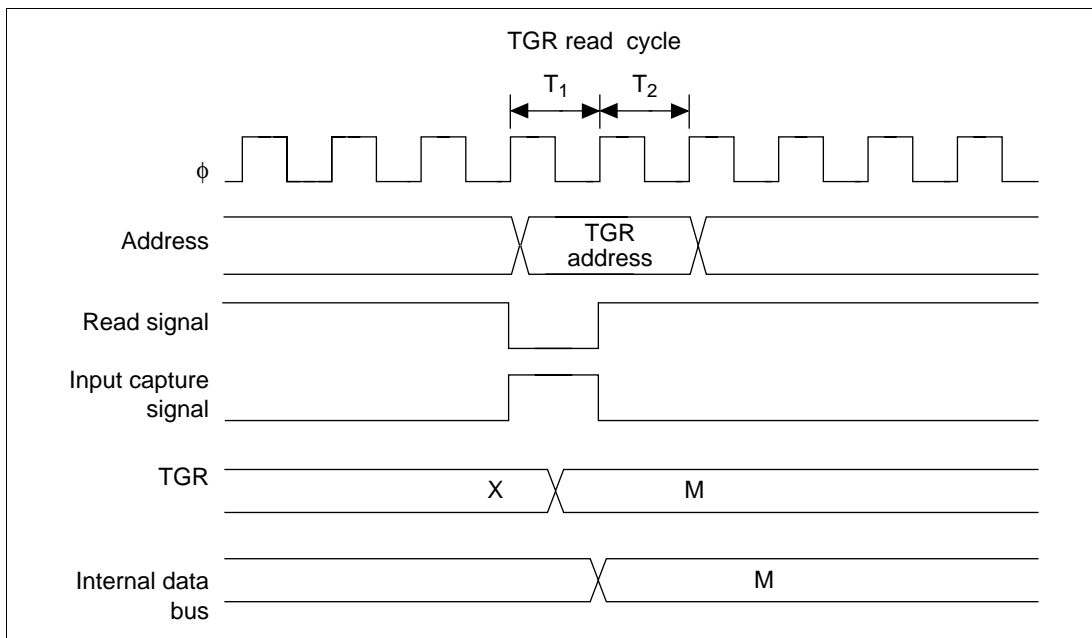 TGR read cycle
T1 T2
ϕ
Address
TGR
address
Read signal
Input capture
signal
TGR
X M
Internal data
bus
M